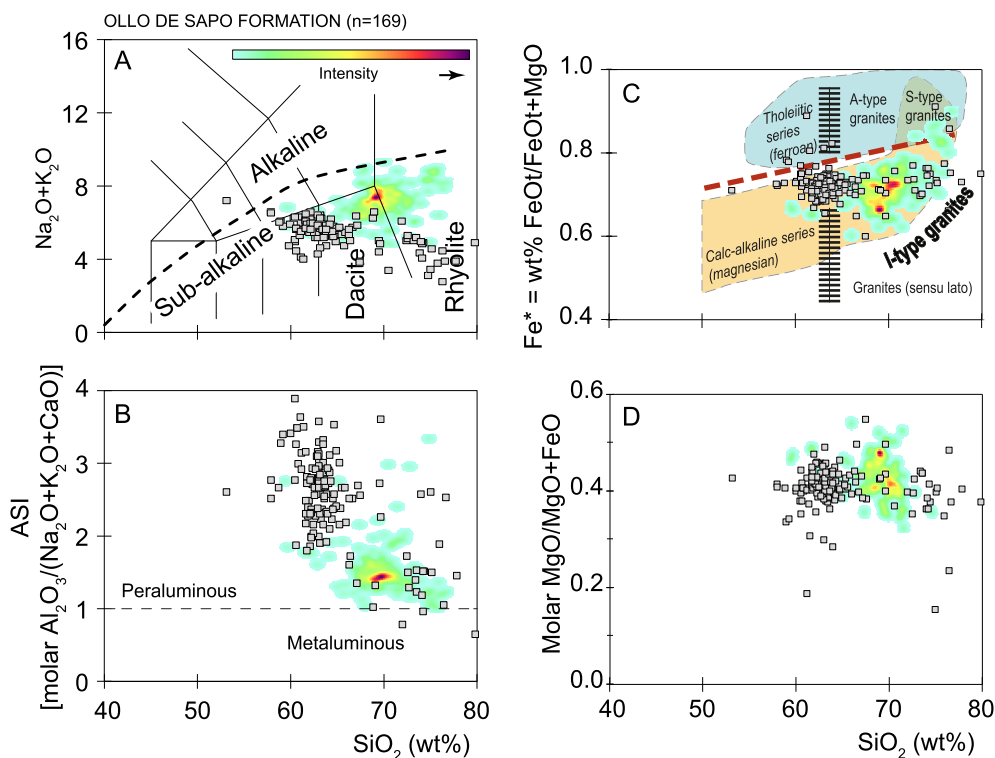 OLLO DE SAPO FORMATION (n=169)
A
Intensity
Alkaline
Sub-alkaline
Dacite
Rhyolite
Na₂O+K₂O
16
12
8
4
0
C
Tholeiitic
series
(ferroan)
A-type
granites
S-type
granites
Calc-alkaline series
(magnesian)
I-type granites
Granites (sensu lato)
Fe* = wt% FeOt/FeOt+MgO
1.0
0.8
0.6
0.4
B
Peraluminous
Metaluminous
ASI
[molar Al₂O₃/(Na₂O+K₂O+CaO)]
4
3
2
1
0
40
50
60
70
80
SiO₂ (wt%)
D
Molar MgO/MgO+FeO
0.6
0.4
0.2
0.0
40
50
60
70
80
SiO₂ (wt%)